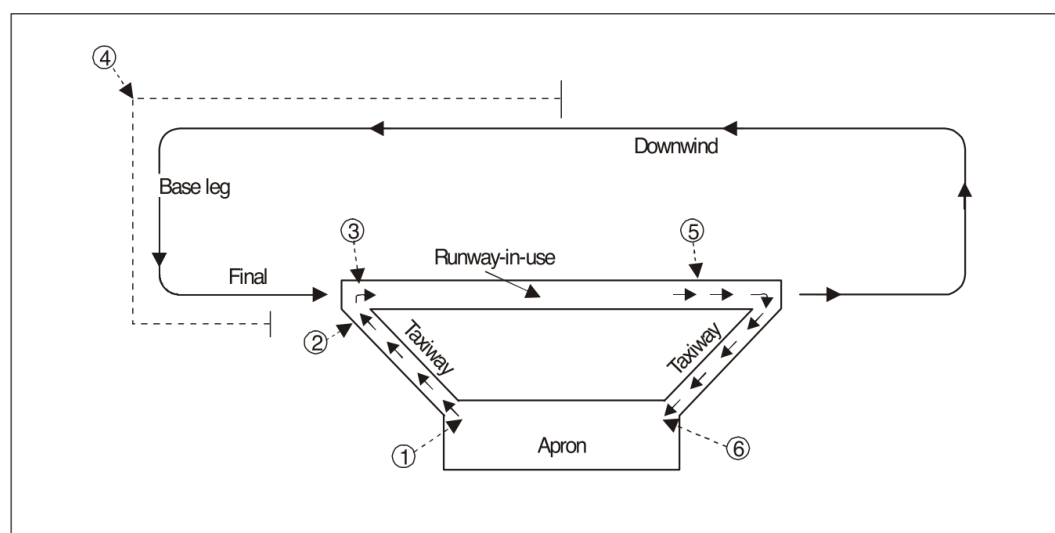 ④
Downwind
Base leg
③
⑤
Runway-in-use
Final
②
Taxiway
Taxiway
①
Apron
⑥